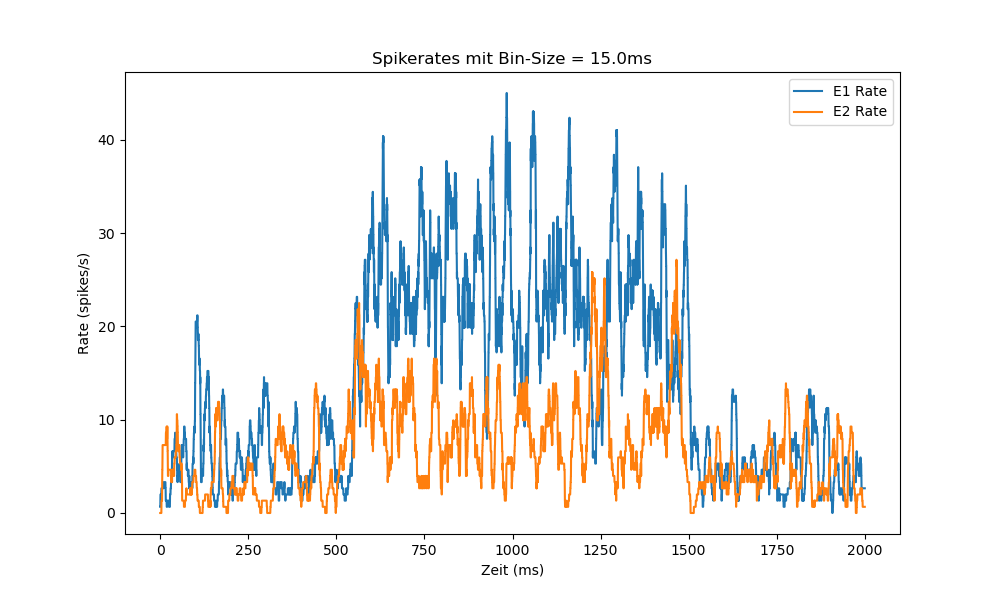 Spikerates mit Bin-Size = 15.0ms
E1 Rate
E2 Rate
Rate (spikes/s)
40
30
20
10
0
0 250 500 750 1000 1250 1500 1750 2000
Zeit (ms)